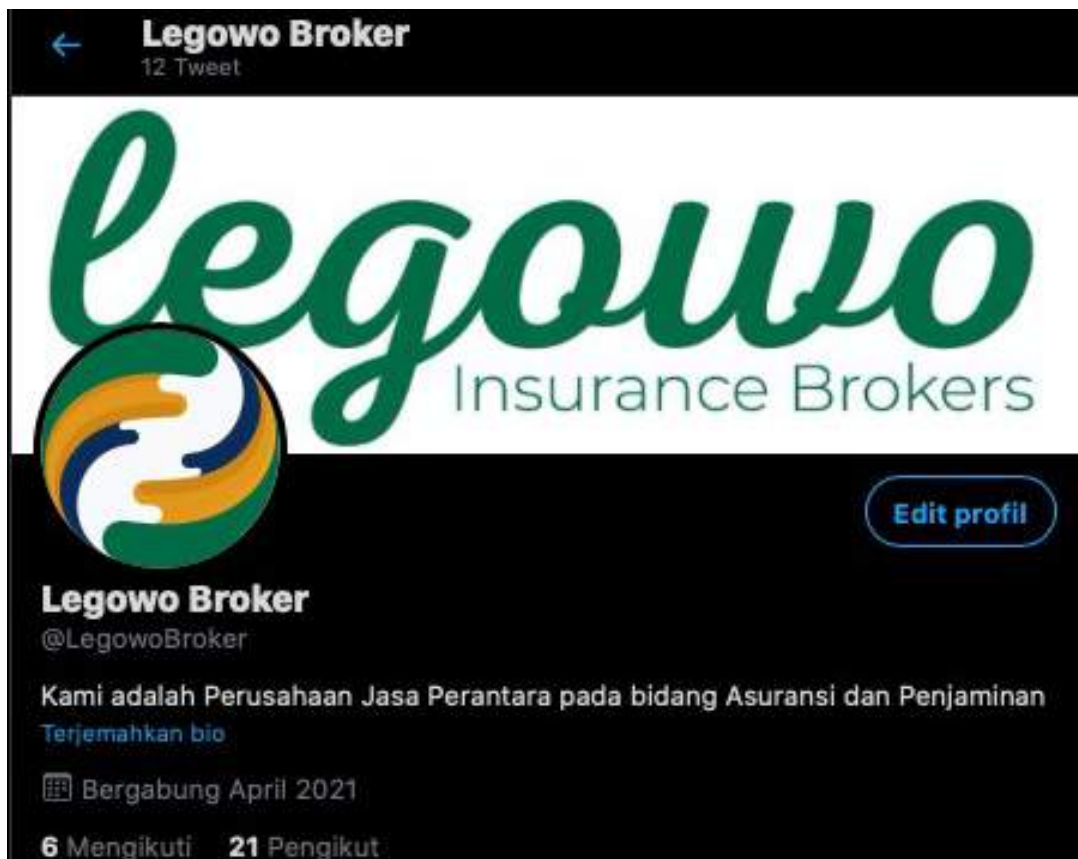 Legowo Broker
12 Tweet
legowo
Insurance Brokers
Edit profil
Legowo Broker
@LegowoBroker
Kami adalah Perusahaan Jasa Perantara pada bidang Asuransi dan Penjaminan
Terjemahkan bio
Bergabung April 2021
6 Mengikuti 21 Pengikut